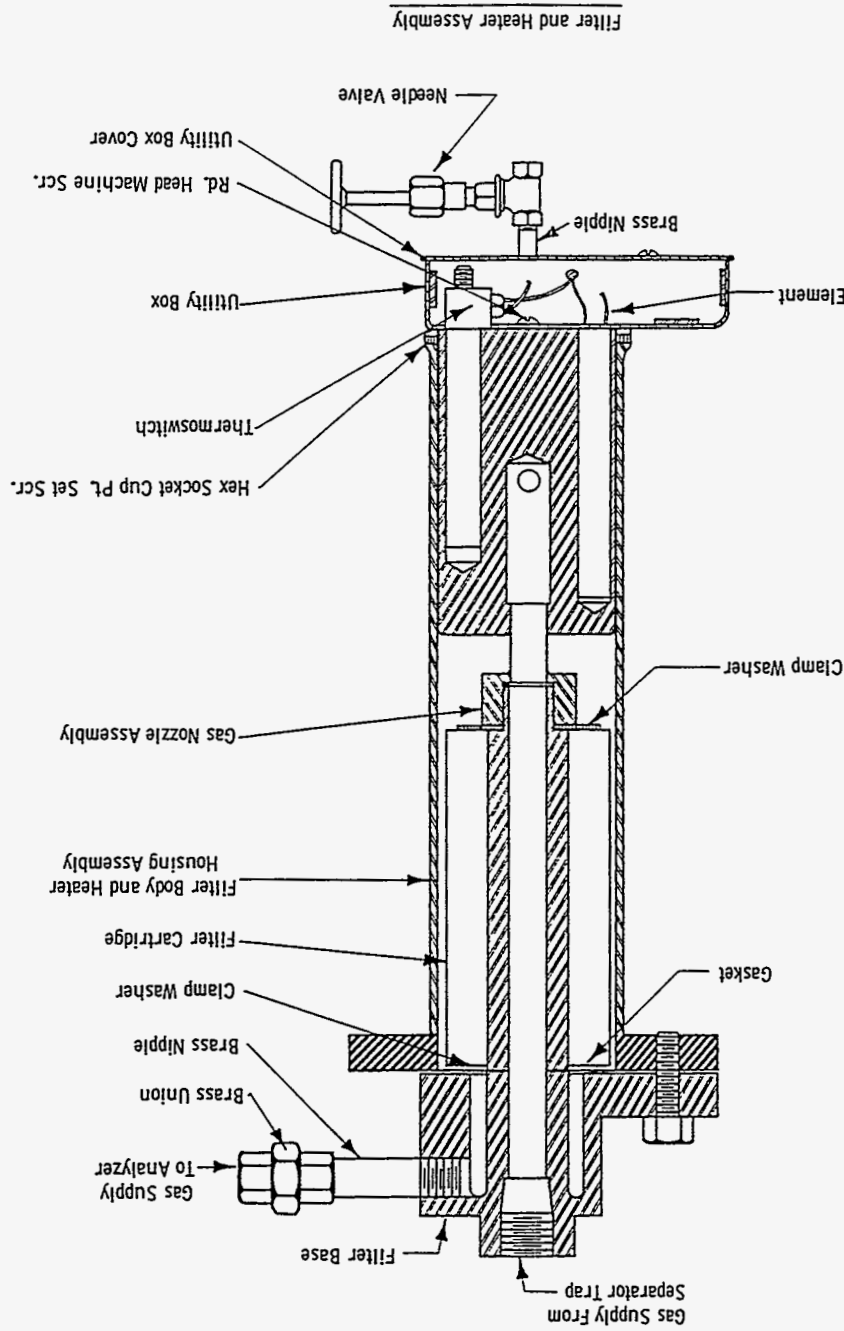 Gas Supply From
Separator Trap
Filter Base
Gas Supply
To Analyzer
Brass Union
Brass Nipple
Clamp Washer
Gasket
Filter Cartridge
Filter Body and Heater
Housing Assembly
Gas Nozzle Assembly
Clamp Washer
Hex Socket Cup Pt. Set Scr.
Thermoswitch
Utility Box
Element
Rd. Head Machine Scr.
Utility Box Cover
Brass Nipple
Needle Valve
Filter and Heater Assembly